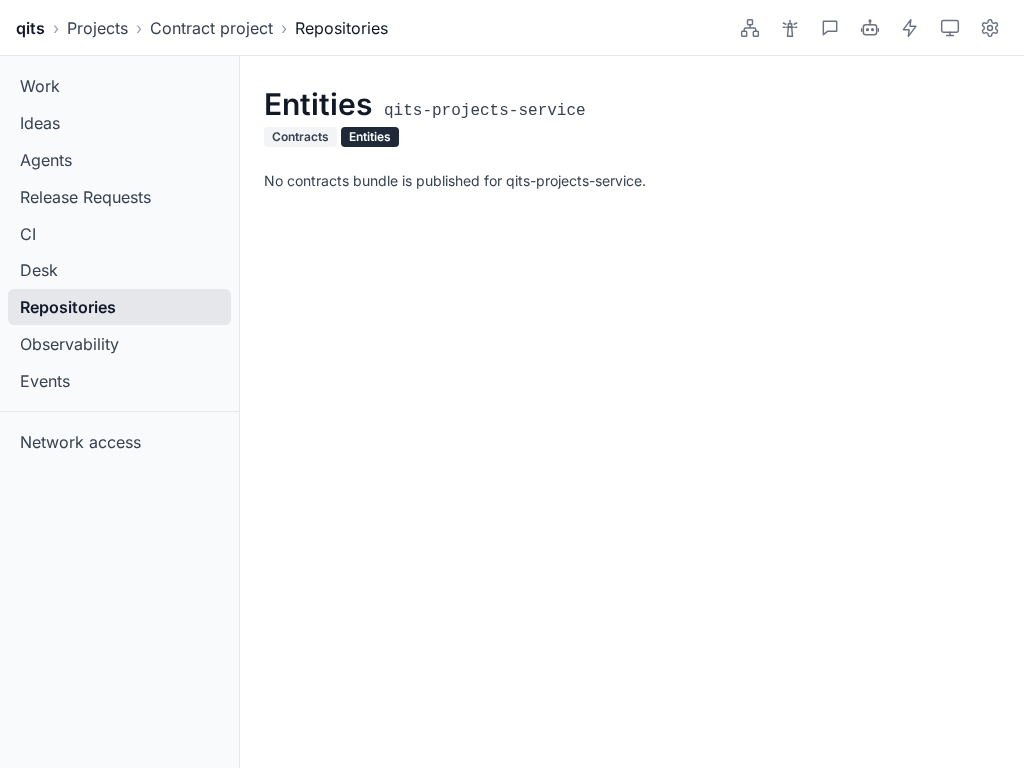 qits › Projects › Contract project › Repositories
Work
Ideas
Agents
Release Requests
CI
Desk
Repositories
Observability
Events
Network access
Entities qits-projects-service
Contracts Entities
No contracts bundle is published for qits-projects-service.